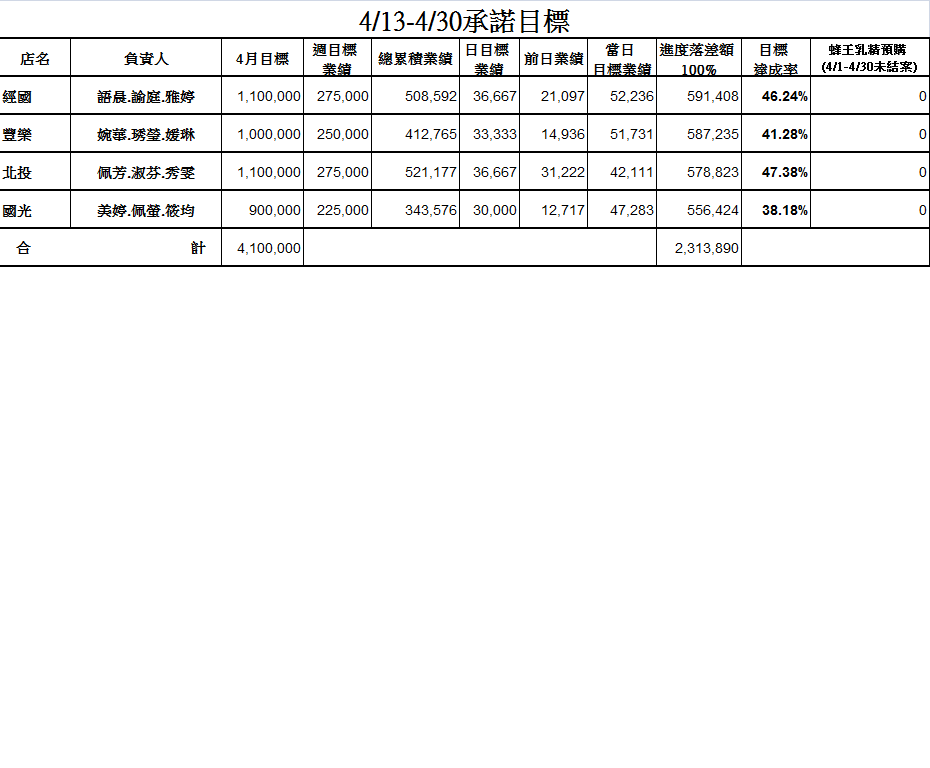 4/13-4/30承諾目標
店名 負責人 4月目標 週目標業績 總累積業績 日目標業績 前日業績 當日目標業績 進度落差額100% 目標達成率 蜂王乳精預購(4/1-4/30未結案)
經國 語晨.諭庭.雅婷 1,100,000 275,000 508,592 36,667 21,097 52,236 591,408 46.24% 0
豐樂 婉華.琇瑩.媛琳 1,000,000 250,000 412,765 33,333 14,936 51,731 587,235 41.28% 0
北投 佩芳.淑芬.秀雯 1,100,000 275,000 521,177 36,667 31,222 42,111 578,823 47.38% 0
國光 美婷.佩螢.筱均 900,000 225,000 343,576 30,000 12,717 47,283 556,424 38.18% 0
合 計 4,100,000 2,313,890